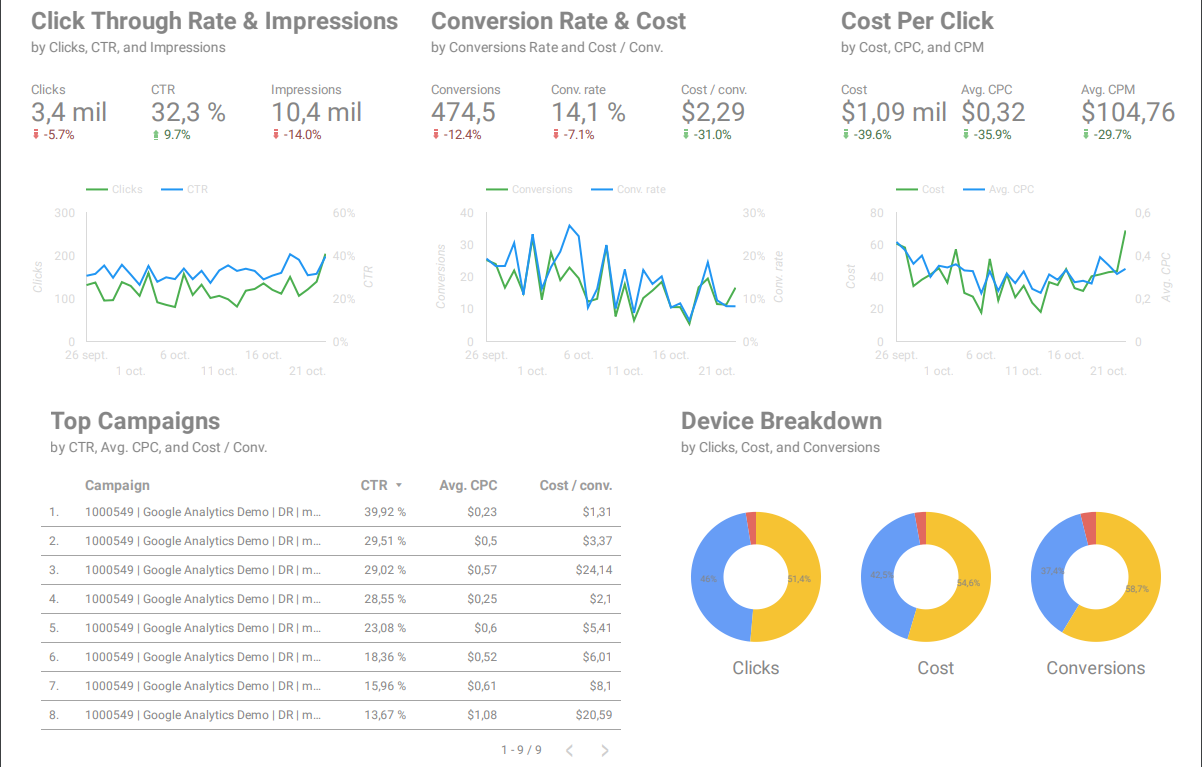 Click Through Rate & Impressions
by Clicks, CTR, and Impressions
Clicks
3,4 mil
-5.7%
CTR
32,3 %
9.7%
Impressions
10,4 mil
-14.0%
Clicks CTR
300
200
100
0
Clicks
60%
40%
20%
0%
CTR
26 sept. 6 oct. 16 oct.
1 oct. 11 oct. 21 oct.
Conversion Rate & Cost
by Conversions Rate and Cost / Conv.
Conversions
474,5
-12.4%
Conv. rate
14,1 %
-7.1%
Cost / conv.
$2,29
-31.0%
Conversions Conv. rate
40
30
20
10
0
Conversions
30%
20%
10%
0%
Conv. rate
26 sept. 6 oct. 16 oct.
1 oct. 11 oct. 21 oct.
Cost Per Click
by Cost, CPC, and CPM
Cost
$1,09 mil
-39.6%
Avg. CPC
$0,32
-35.9%
Avg. CPM
$104,76
-29.7%
Cost Avg. CPC
80
60
40
20
0
Cost
0,6
0,4
0,2
0
Avg. CPC
26 sept. 6 oct. 16 oct.
1 oct. 11 oct. 21 oct.
Top Campaigns
by CTR, Avg. CPC, and Cost / Conv.
Campaign CTR Avg. CPC Cost / conv.
1. 1000549 | Google Analytics Demo | DR | m... 39,92 % $0,23 $1,31
2. 1000549 | Google Analytics Demo | DR | m... 29,51 % $0,5 $3,37
3. 1000549 | Google Analytics Demo | DR | m... 29,02 % $0,57 $24,14
4. 1000549 | Google Analytics Demo | DR | m... 28,55 % $0,25 $2,1
5. 1000549 | Google Analytics Demo | DR | m... 23,08 % $0,6 $5,41
6. 1000549 | Google Analytics Demo | DR | m... 18,36 % $0,52 $6,01
7. 1000549 | Google Analytics Demo | DR | m... 15,96 % $0,61 $8,1
8. 1000549 | Google Analytics Demo | DR | m... 13,67 % $1,08 $20,59
1 - 9 / 9
Device Breakdown
by Clicks, Cost, and Conversions
46% 51,4%
Clicks
54,6%
Cost
37,4% 58,7%
Conversions